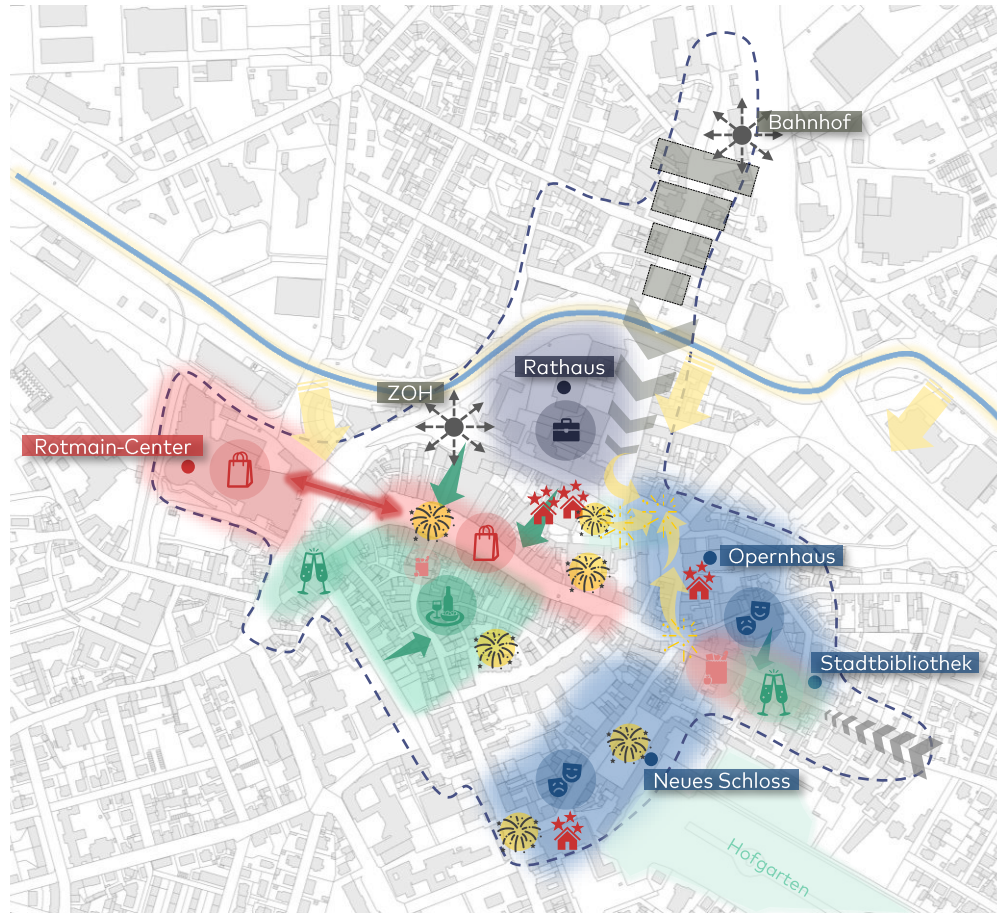 Bahnhof
Rathaus
ZOH
Rotmain-Center
Opernhaus
Stadtbibliothek
Neues Schloss
Hofgarten